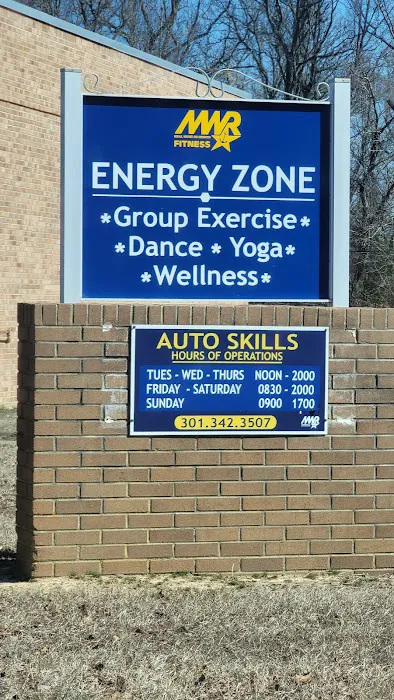 MWR
FITNESS
ENERGY ZONE
*Group Exercise*
*Dance * Yoga*
*Wellness*
AUTO SKILLS
HOURS OF OPERATIONS
TUES - WED - THURS NOON - 2000
FRIDAY - SATURDAY 0830 - 2000
SUNDAY 0900 1700
301.342.3507
MWR